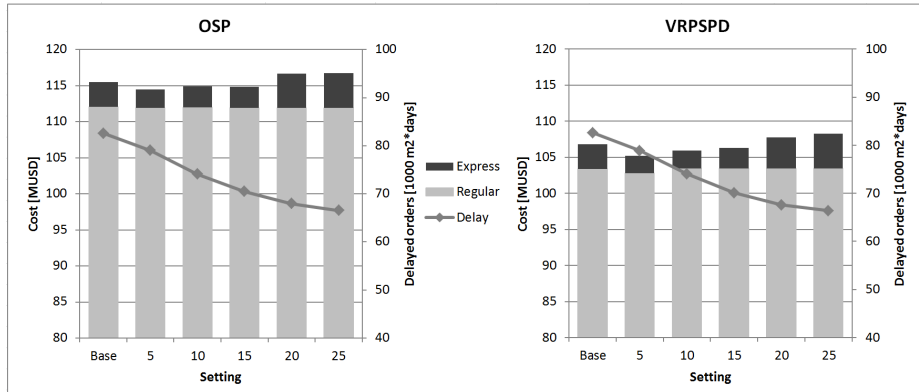 OSP
120
115
110
105
100
95
90
85
80
Cost [MUSD]
100
90
80
70
60
50
40
Delayed orders [1000 m2*days]
Base 5 10 15 20 25
Setting
Express
Regular
Delay
VRPSPD
120
115
110
105
100
95
90
85
80
Cost [MUSD]
100
90
80
70
60
50
40
Delayed orders [1000 m2*days]
Base 5 10 15 20 25
Setting